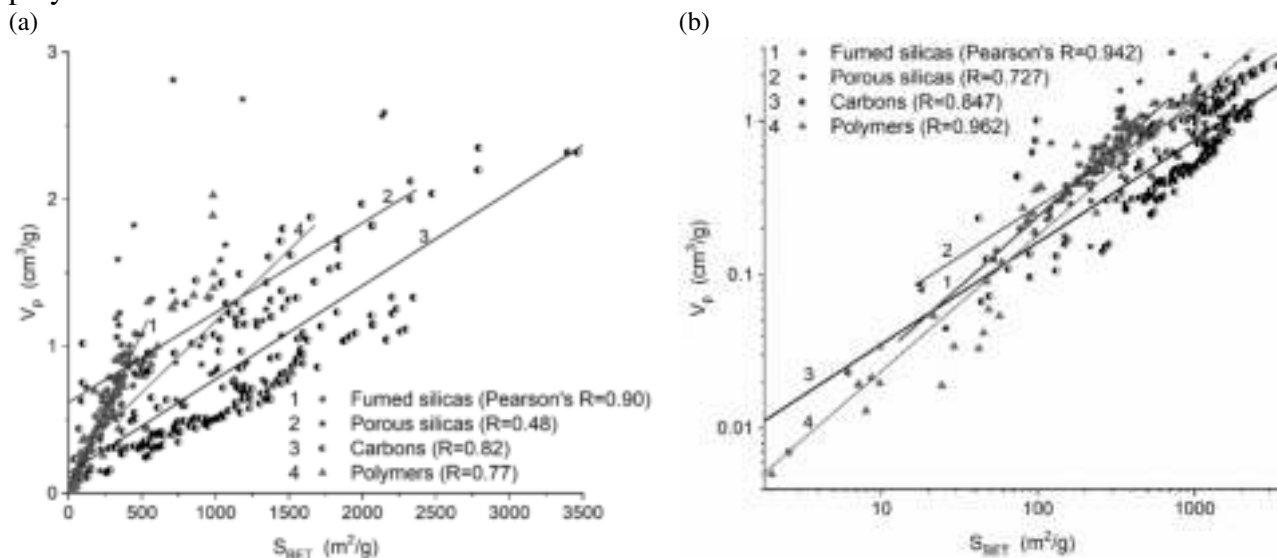 (a)
3
2
1
0
V_p (cm³/g)
0 500 1000 1500 2000 2500 3000 3500
S_BET (m²/g)
1
2
3
4
1 Fumed silicas (Pearson's R=0.90)
2 Porous silicas (R=0.48)
3 Carbons (R=0.82)
4 Polymers (R=0.77)
(b)
1 Fumed silicas (Pearson's R=0.942)
2 Porous silicas (R=0.727)
3 Carbons (R=0.847)
4 Polymers (R=0.962)
1
0.1
0.01
V_p (cm³/g)
2
1
3
4
10 100 1000
S_BET (m²/g)